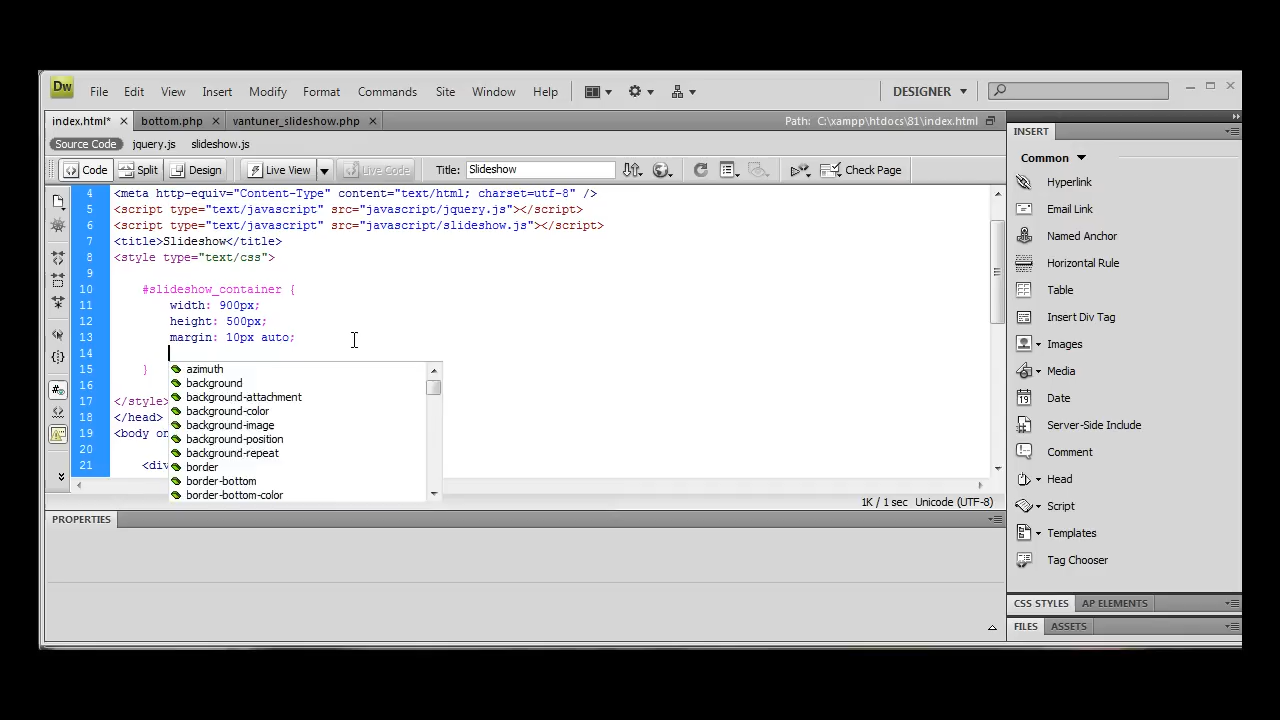 Dw File Edit View Insert Modify Format Commands Site Window Help DESIGNER
index.html* bottom.php vantuner_slideshow.php Path: C:\xampp\htdocs\81\index.html
Source Code jquery.js slideshow.js
Code Split Design Live View Live Code Title: Slideshow Check Page
4 <meta http-equiv="Content-Type" content="text/html; charset=utf-8" />
5 <script type="text/javascript" src="javascript/jquery.js"></script>
6 <script type="text/javascript" src="javascript/slideshow.js"></script>
7 <title>Slideshow</title>
8 <style type="text/css">
9
10 #slideshow_container {
11 width: 900px;
12 height: 500px;
13 margin: 10px auto;
14
15 }
16
17 </style>
18 </head>
19 <body on
20
21 <div
azimuth
background
background-attachment
background-color
background-image
background-position
background-repeat
border
border-bottom
border-bottom-color
1K / 1 sec Unicode (UTF-8)
PROPERTIES
INSERT
Common
Hyperlink
Email Link
Named Anchor
Horizontal Rule
Table
Insert Div Tag
Images
Media
19 Date
Server-Side Include
Comment
Head
Script
Templates
Tag Chooser
CSS STYLES AP ELEMENTS
FILES ASSETS